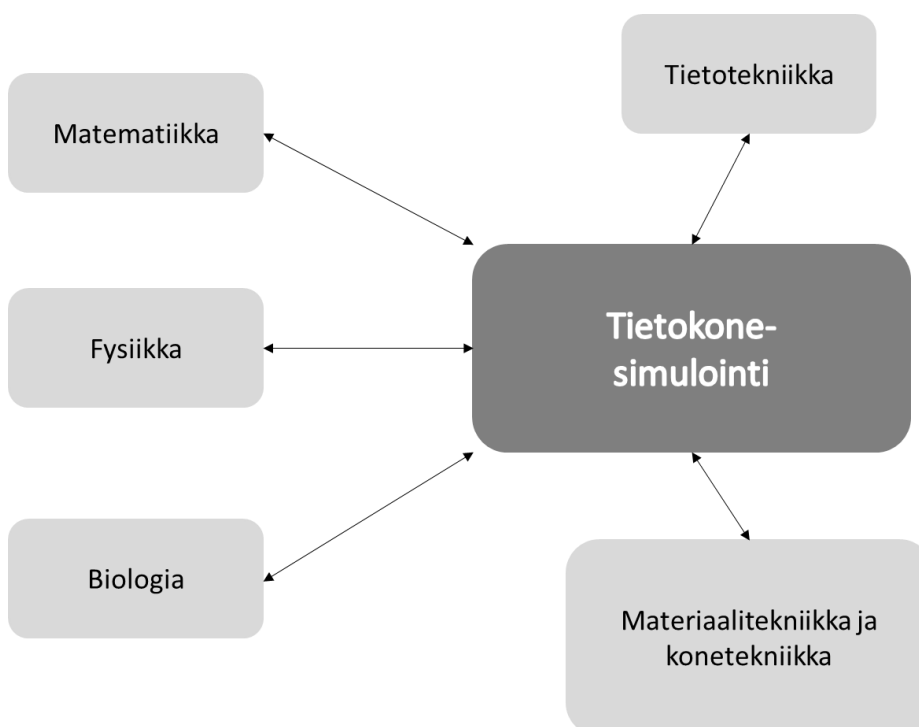 Matematiikka
Tietotekniikka
Fysiikka
Tietokone-
simulointi
Biologia
Materiaalitekniikka ja
konetekniikka